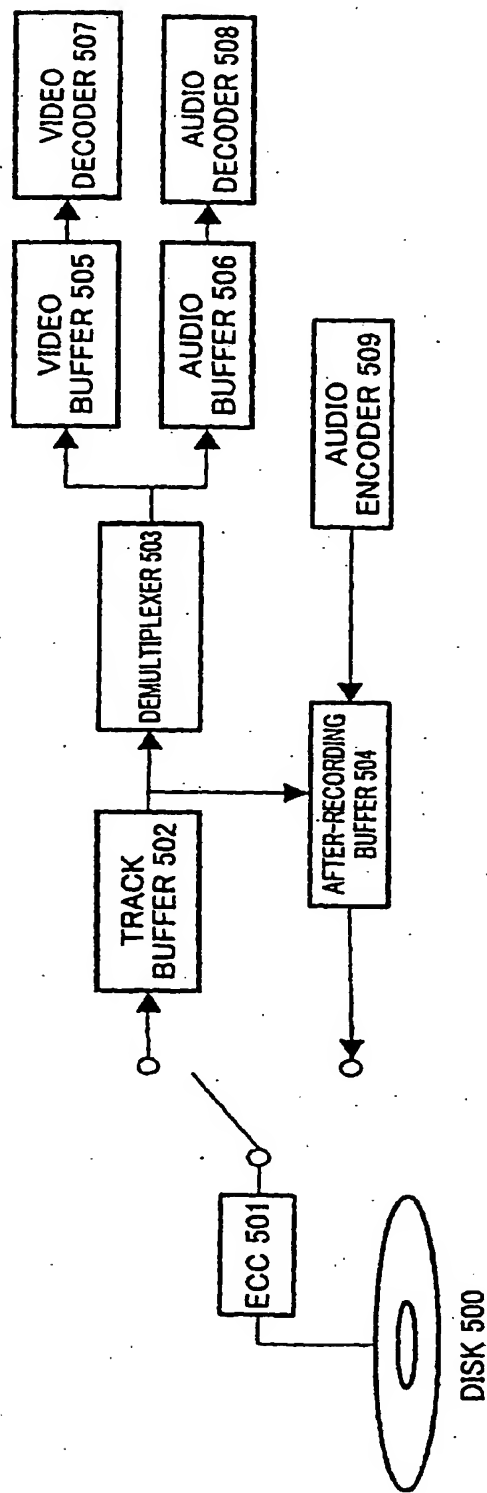 VIDEO
DECODER 507
AUDIO
DECODER 508
VIDEO
BUFFER 505
AUDIO
BUFFER 506
AUDIO
ENCODER 509
DEMULTIPLEXER 503
TRACK
BUFFER 502
AFTER-RECORDING
BUFFER 504
ECC 501
DISK 500